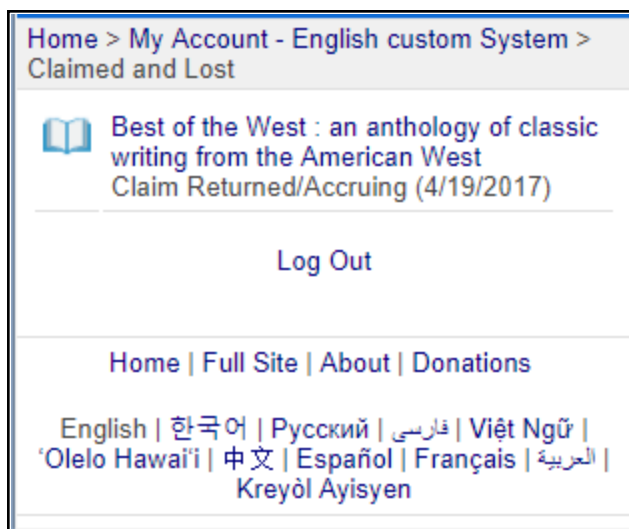 Home > My Account - English custom System >
Claimed and Lost
Best of the West : an anthology of classic
writing from the American West
Claim Returned/Accruing (4/19/2017)
Log Out
Home | Full Site | About | Donations
English | 한국어 | Русский | فارسی | Việt Ngữ |
ʻOlelo Hawaiʻi | 中文 | Español | Français | العربية |
Kreyòl Ayisyen